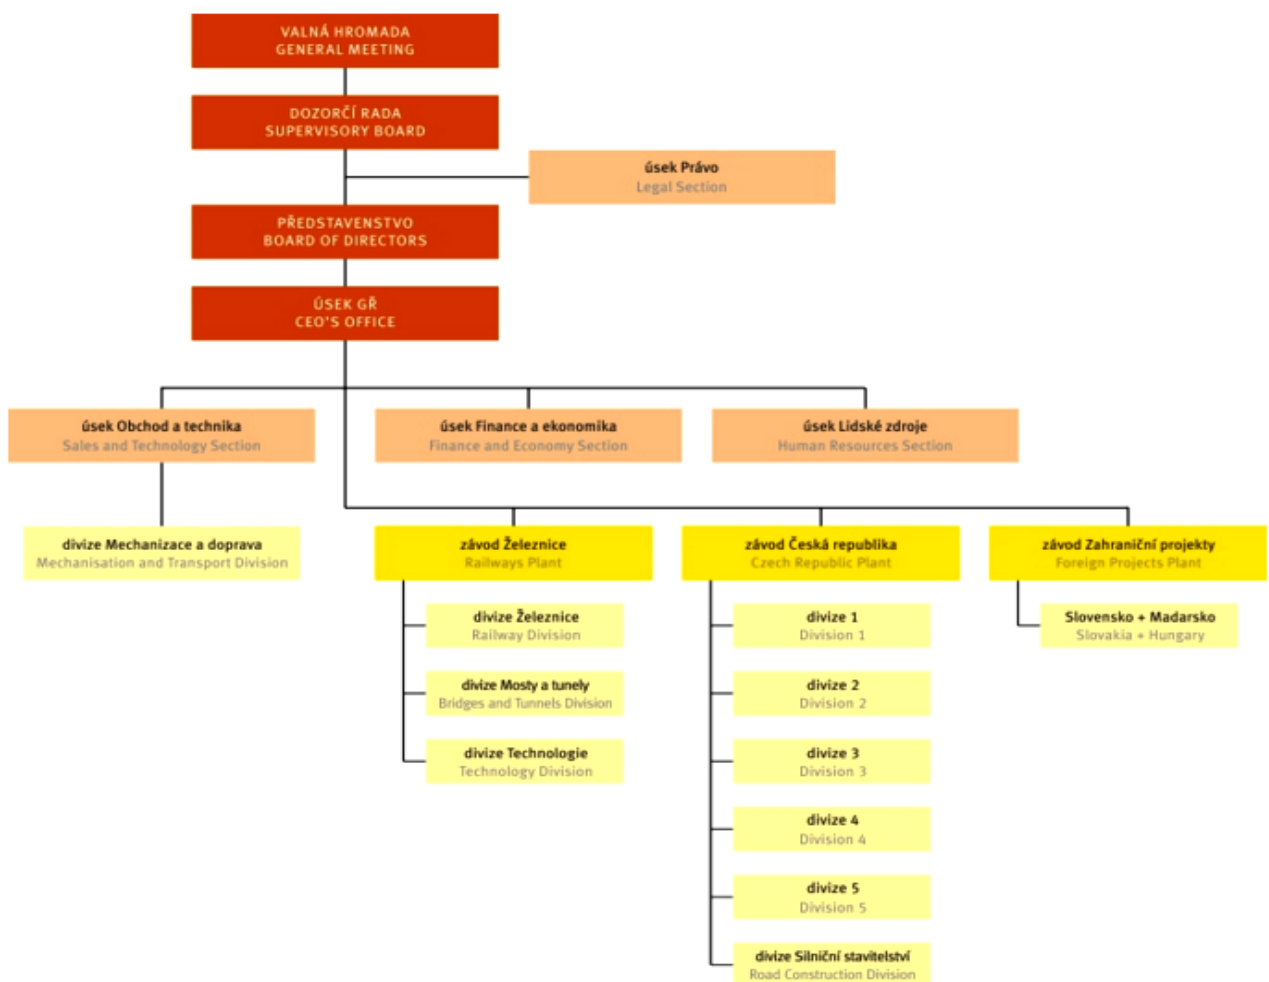 VALNÁ HROMADA
GENERAL MEETING
DOZORČÍ RADA
SUPERVISORY BOARD
úsek Právo
Legal Section
PŘEDSTAVENSTVO
BOARD OF DIRECTORS
ÚSEK GŘ
CEO'S OFFICE
úsek Obchod a technika
Sales and Technology Section
úsek Finance a ekonomika
Finance and Economy Section
úsek Lidské zdroje
Human Resources Section
divize Mechanizace a doprava
Mechanisation and Transport Division
závod Železnice
Railways Plant
závod Česká republika
Czech Republic Plant
závod Zahraniční projekty
Foreign Projects Plant
divize Železnice
Railway Division
divize Mosty a tunely
Bridges and Tunnels Division
divize Technologie
Technology Division
divize 1
Division 1
divize 2
Division 2
divize 3
Division 3
divize 4
Division 4
divize 5
Division 5
divize Silniční stavitelství
Road Construction Division
Slovensko + Madarsko
Slovakia + Hungary